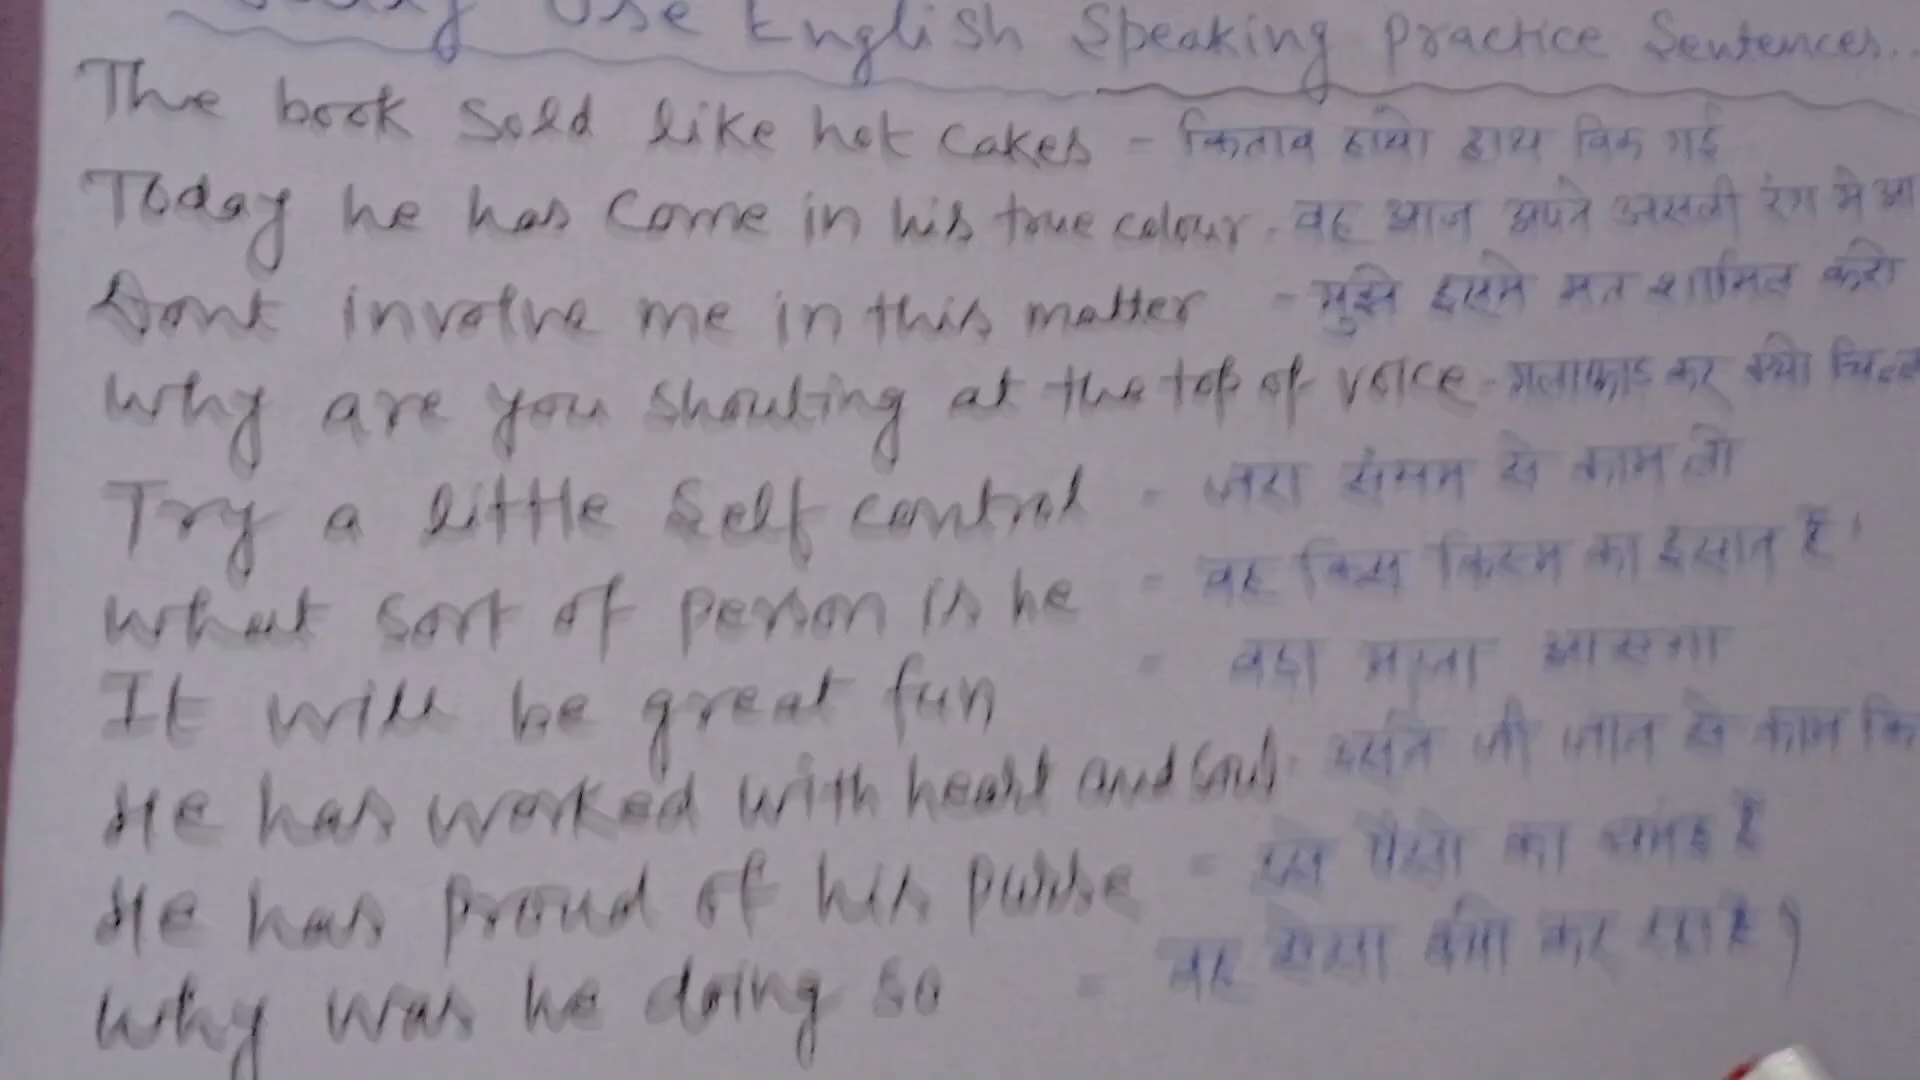 Use English Speaking Practice Sentences..
The book Sold like hot cakes - किताब हाथो हाथ बिक गई
Today he has Come in his true colour - वह आज अपने असली रंग मे आ
Dont involve me in this matter - मुझे इसमे मत शामिल करो
Why are you shouting at the top of voice - गलाफाड कर क्यो
Try a little Self control - जरा संयम से काम लो
What sort of person is he - वह किस किस्म का इंसान है।
It will be great fun - बड़ा मजा आएगा
He has worked with heart and soul - उसने जी जान से काम कि
He has proud of his purse - उसे पैसो का घमंड है
Why was he doing so = वह ऐसा क्यो कर रहा है